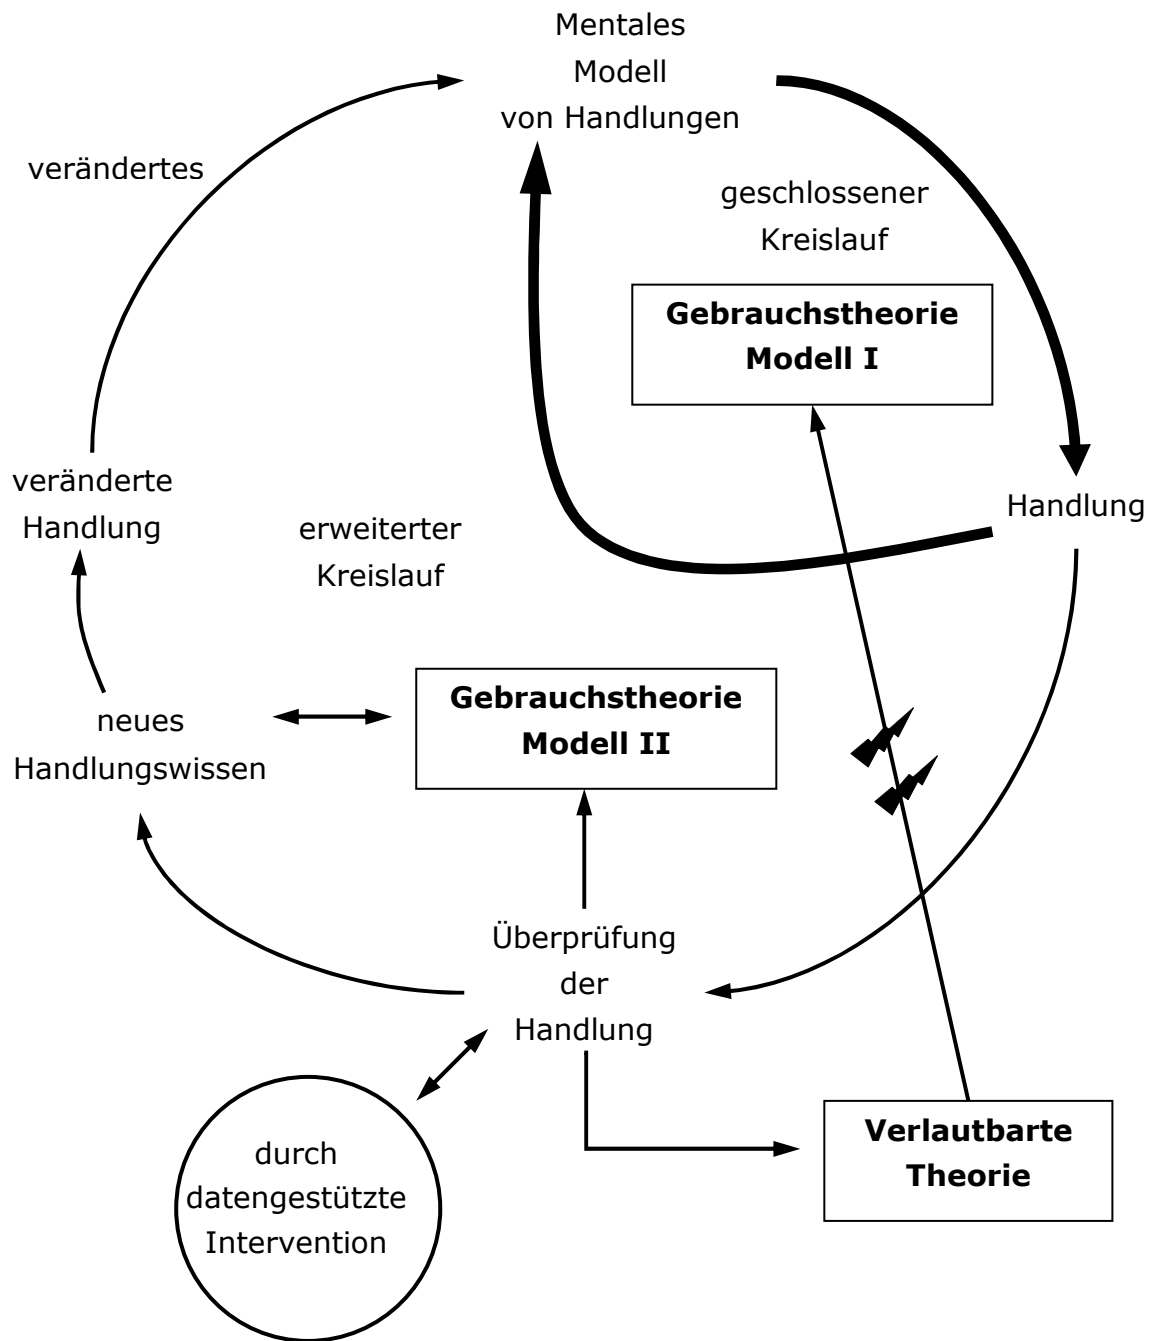 Mentales
Modell
von Handlungen
verändertes
geschlossener
Kreislauf
Gebrauchstheorie
Modell I
veränderte
Handlung
Handlung
erweiterter
Kreislauf
Gebrauchstheorie
Modell II
neues
Handlungswissen
Überprüfung
der
Handlung
durch
datengestützte
Intervention
Verlautbarte
Theorie